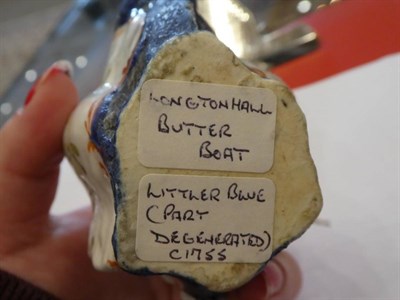 LONGTON HALL
BUTTER
BOAT
LITTLER BLUE
(PART
DEGENERATED)
C1755